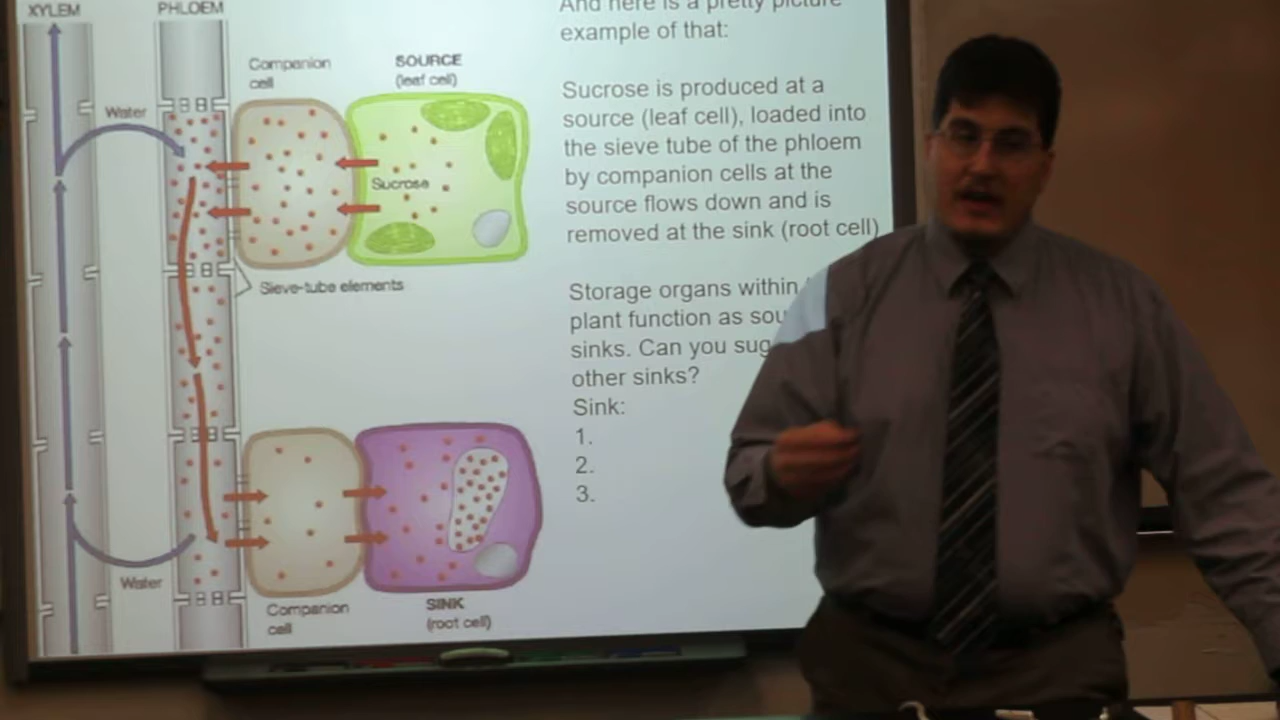 XYLEM
PHLOEM
Companion
cell
SOURCE
(leaf cell)
Water
Sucrose
Sieve-tube elements
Water
Companion
cell
SINK
(root cell)
And here is a pretty picture
example of that:
Sucrose is produced at a
source (leaf cell), loaded into
the sieve tube of the phloem
by companion cells at the
source flows down and is
removed at the sink (root cell)
Storage organs within
plant function as
sinks. Can you
other sinks?
Sink:
1.
2.
3.